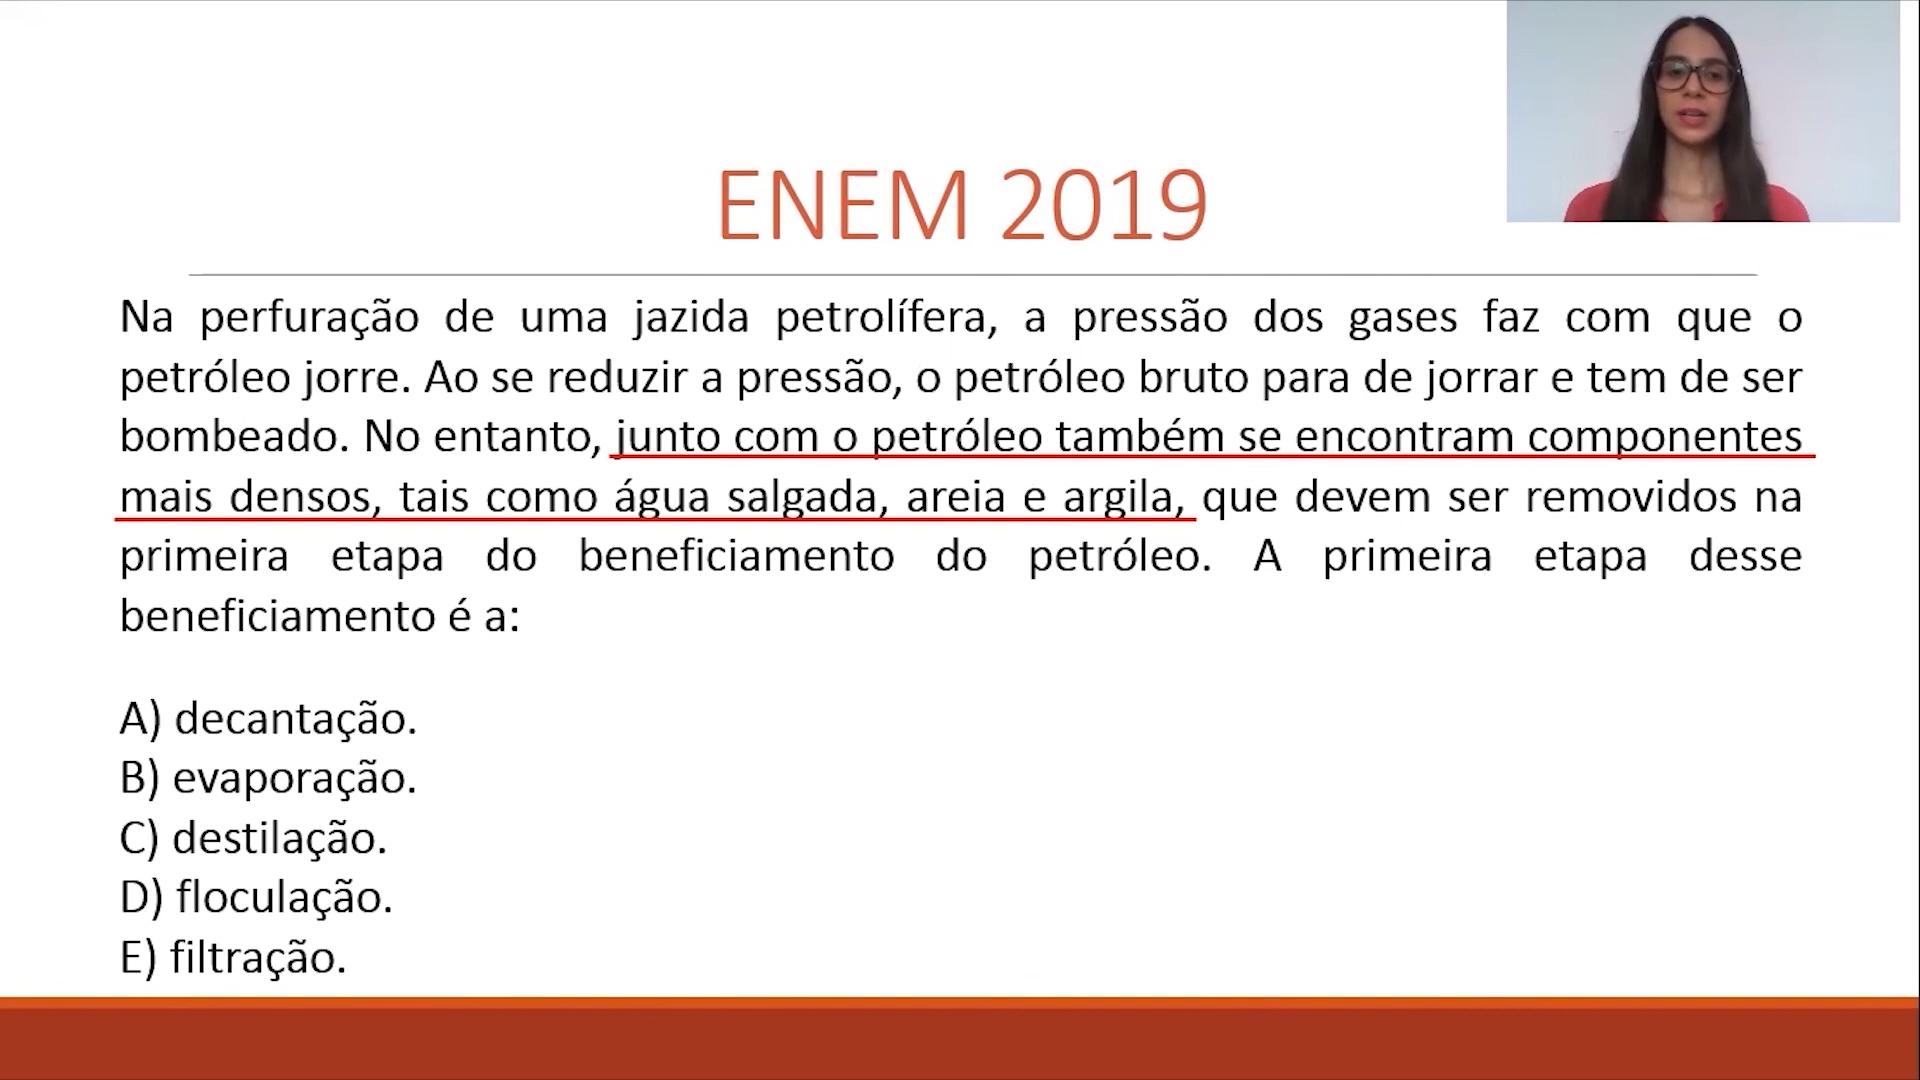 ENEM 2019
Na perfuração de uma jazida petrolífera, a pressão dos gases faz com que o
petróleo jorre. Ao se reduzir a pressão, o petróleo bruto para de jorrar e tem de ser
bombeado. No entanto, junto com o petróleo também se encontram componentes
mais densos, tais como água salgada, areia e argila, que devem ser removidos na
primeira etapa do beneficiamento do petróleo. A primeira etapa desse
beneficiamento é a:
A) decantação.
B) evaporação.
C) destilação.
D) floculação.
E) filtração.